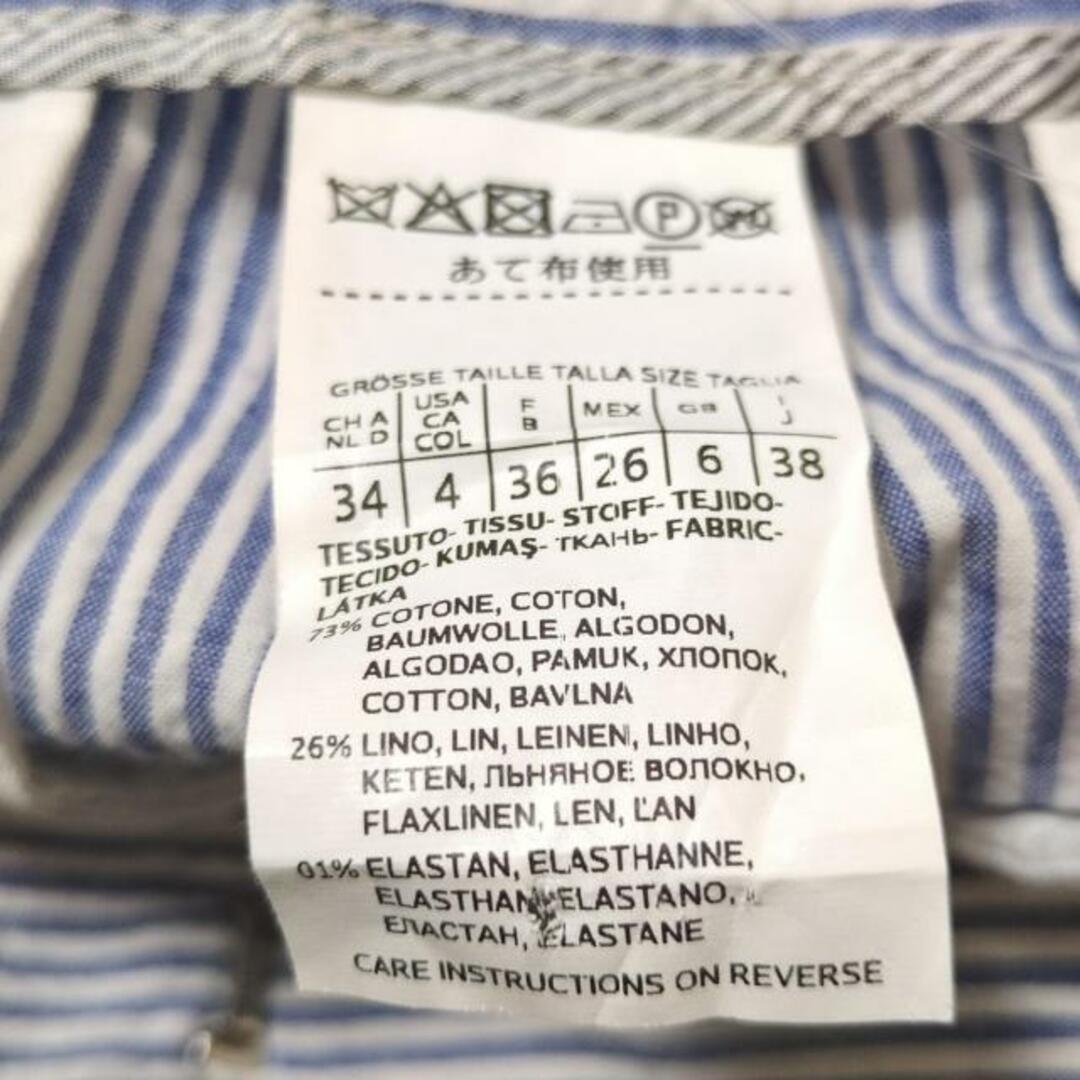 P
あて布使用
GRÖSSE TAILLE TALLA SIZE TAGLIA
CH A NL D | USA CA COL | F B | MEX | GB | I J
34 | 4 | 36 | 26 | 6 | 38
TESSUTO- TISSU- STOFF- TEJIDO-
TECIDO- KUMAŞ- ТКАНЬ- FABRIC-
LÁTKA
73% COTONE, COTON,
BAUMWOLLE, ALGODON,
ALGODAO, PAMUK, ХЛОПОК,
COTTON, BAVLNA
26% LINO, LIN, LEINEN, LINHO,
KETEN, ЛЬНЯНОЕ ВОЛОКНО,
FLAXLINEN, LEN, ĽAN
01% ELASTAN, ELASTHANNE,
ELASTHAN, ELASTANO,
ЕЛАСТАН, ELASTANE
CARE INSTRUCTIONS ON REVERSE